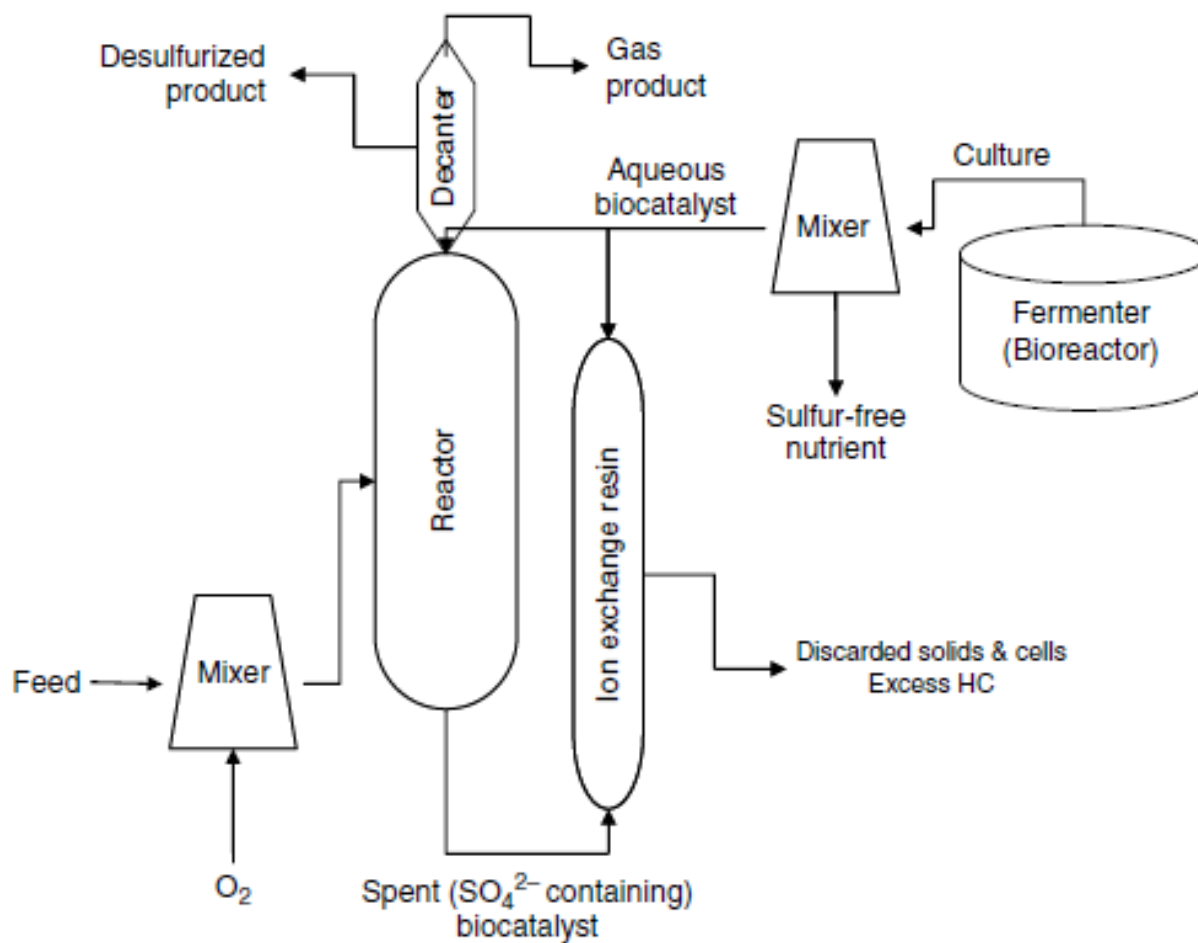 Desulfurized
product
Decanter
Gas
product
Aqueous
biocatalyst
Mixer
Culture
Fermenter
(Bioreactor)
Sulfur-free
nutrient
Reactor
Ion exchange resin
Feed
Mixer
O₂
Discarded solids & cells
Excess HC
Spent (SO₄²⁻ containing)
biocatalyst